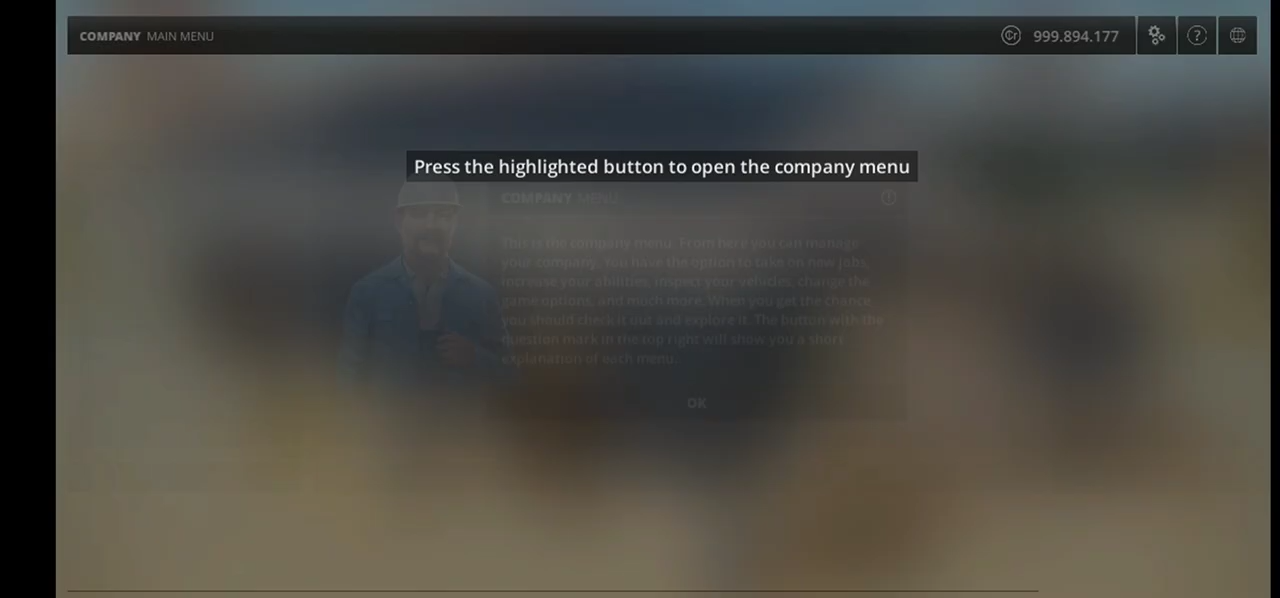 COMPANY MAIN MENU
999.894.177
Press the highlighted button to open the company menu
COMPANY MENU
This is the company menu. From here you can manage
your company. You have the option to take on new jobs,
increase your abilities, inspect your vehicles, change the
game options, and much more. When you get the chance,
you should check it out and explore it. The button with the
question mark in the top right will show you a short
explanation of each menu.
OK